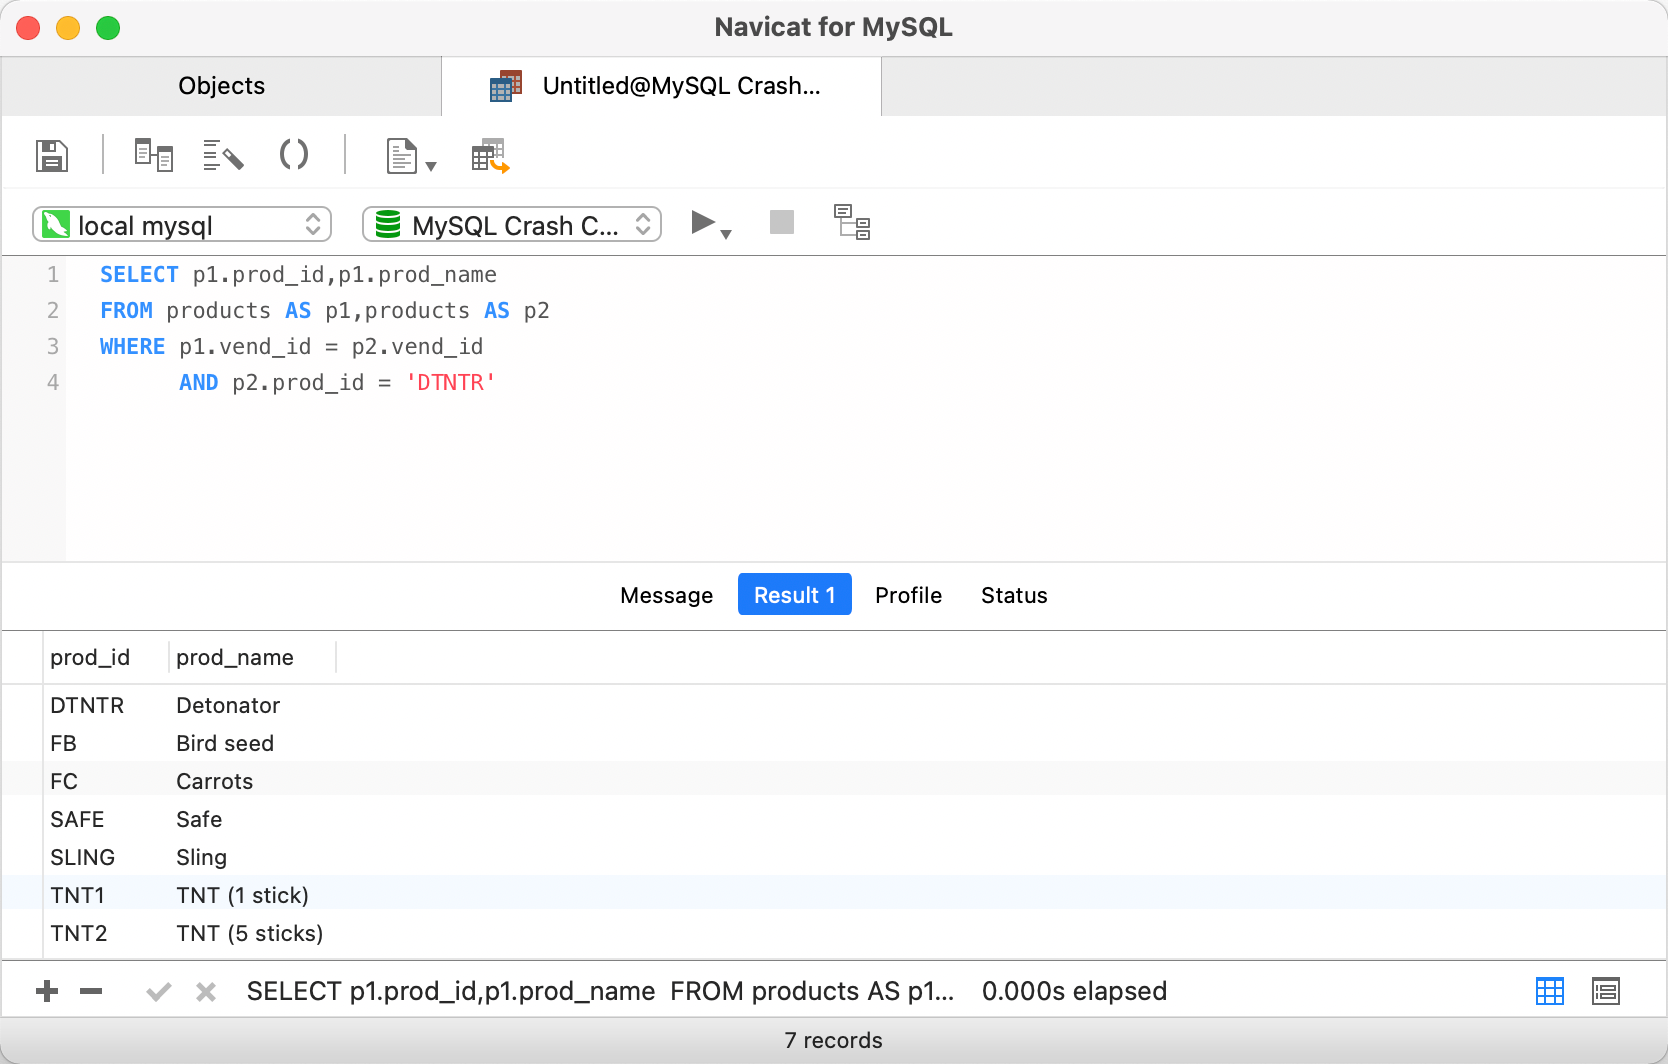 Navicat for MySQL
Objects
Untitled@MySQL Crash...
local mysql
MySQL Crash C...
1 SELECT p1.prod_id,p1.prod_name
2 FROM products AS p1,products AS p2
3 WHERE p1.vend_id = p2.vend_id
4 AND p2.prod_id = 'DTNTR'
Message Result 1 Profile Status
prod_id prod_name
DTNTR Detonator
FB Bird seed
FC Carrots
SAFE Safe
SLING Sling
TNT1 TNT (1 stick)
TNT2 TNT (5 sticks)
SELECT p1.prod_id,p1.prod_name FROM products AS p1... 0.000s elapsed
7 records